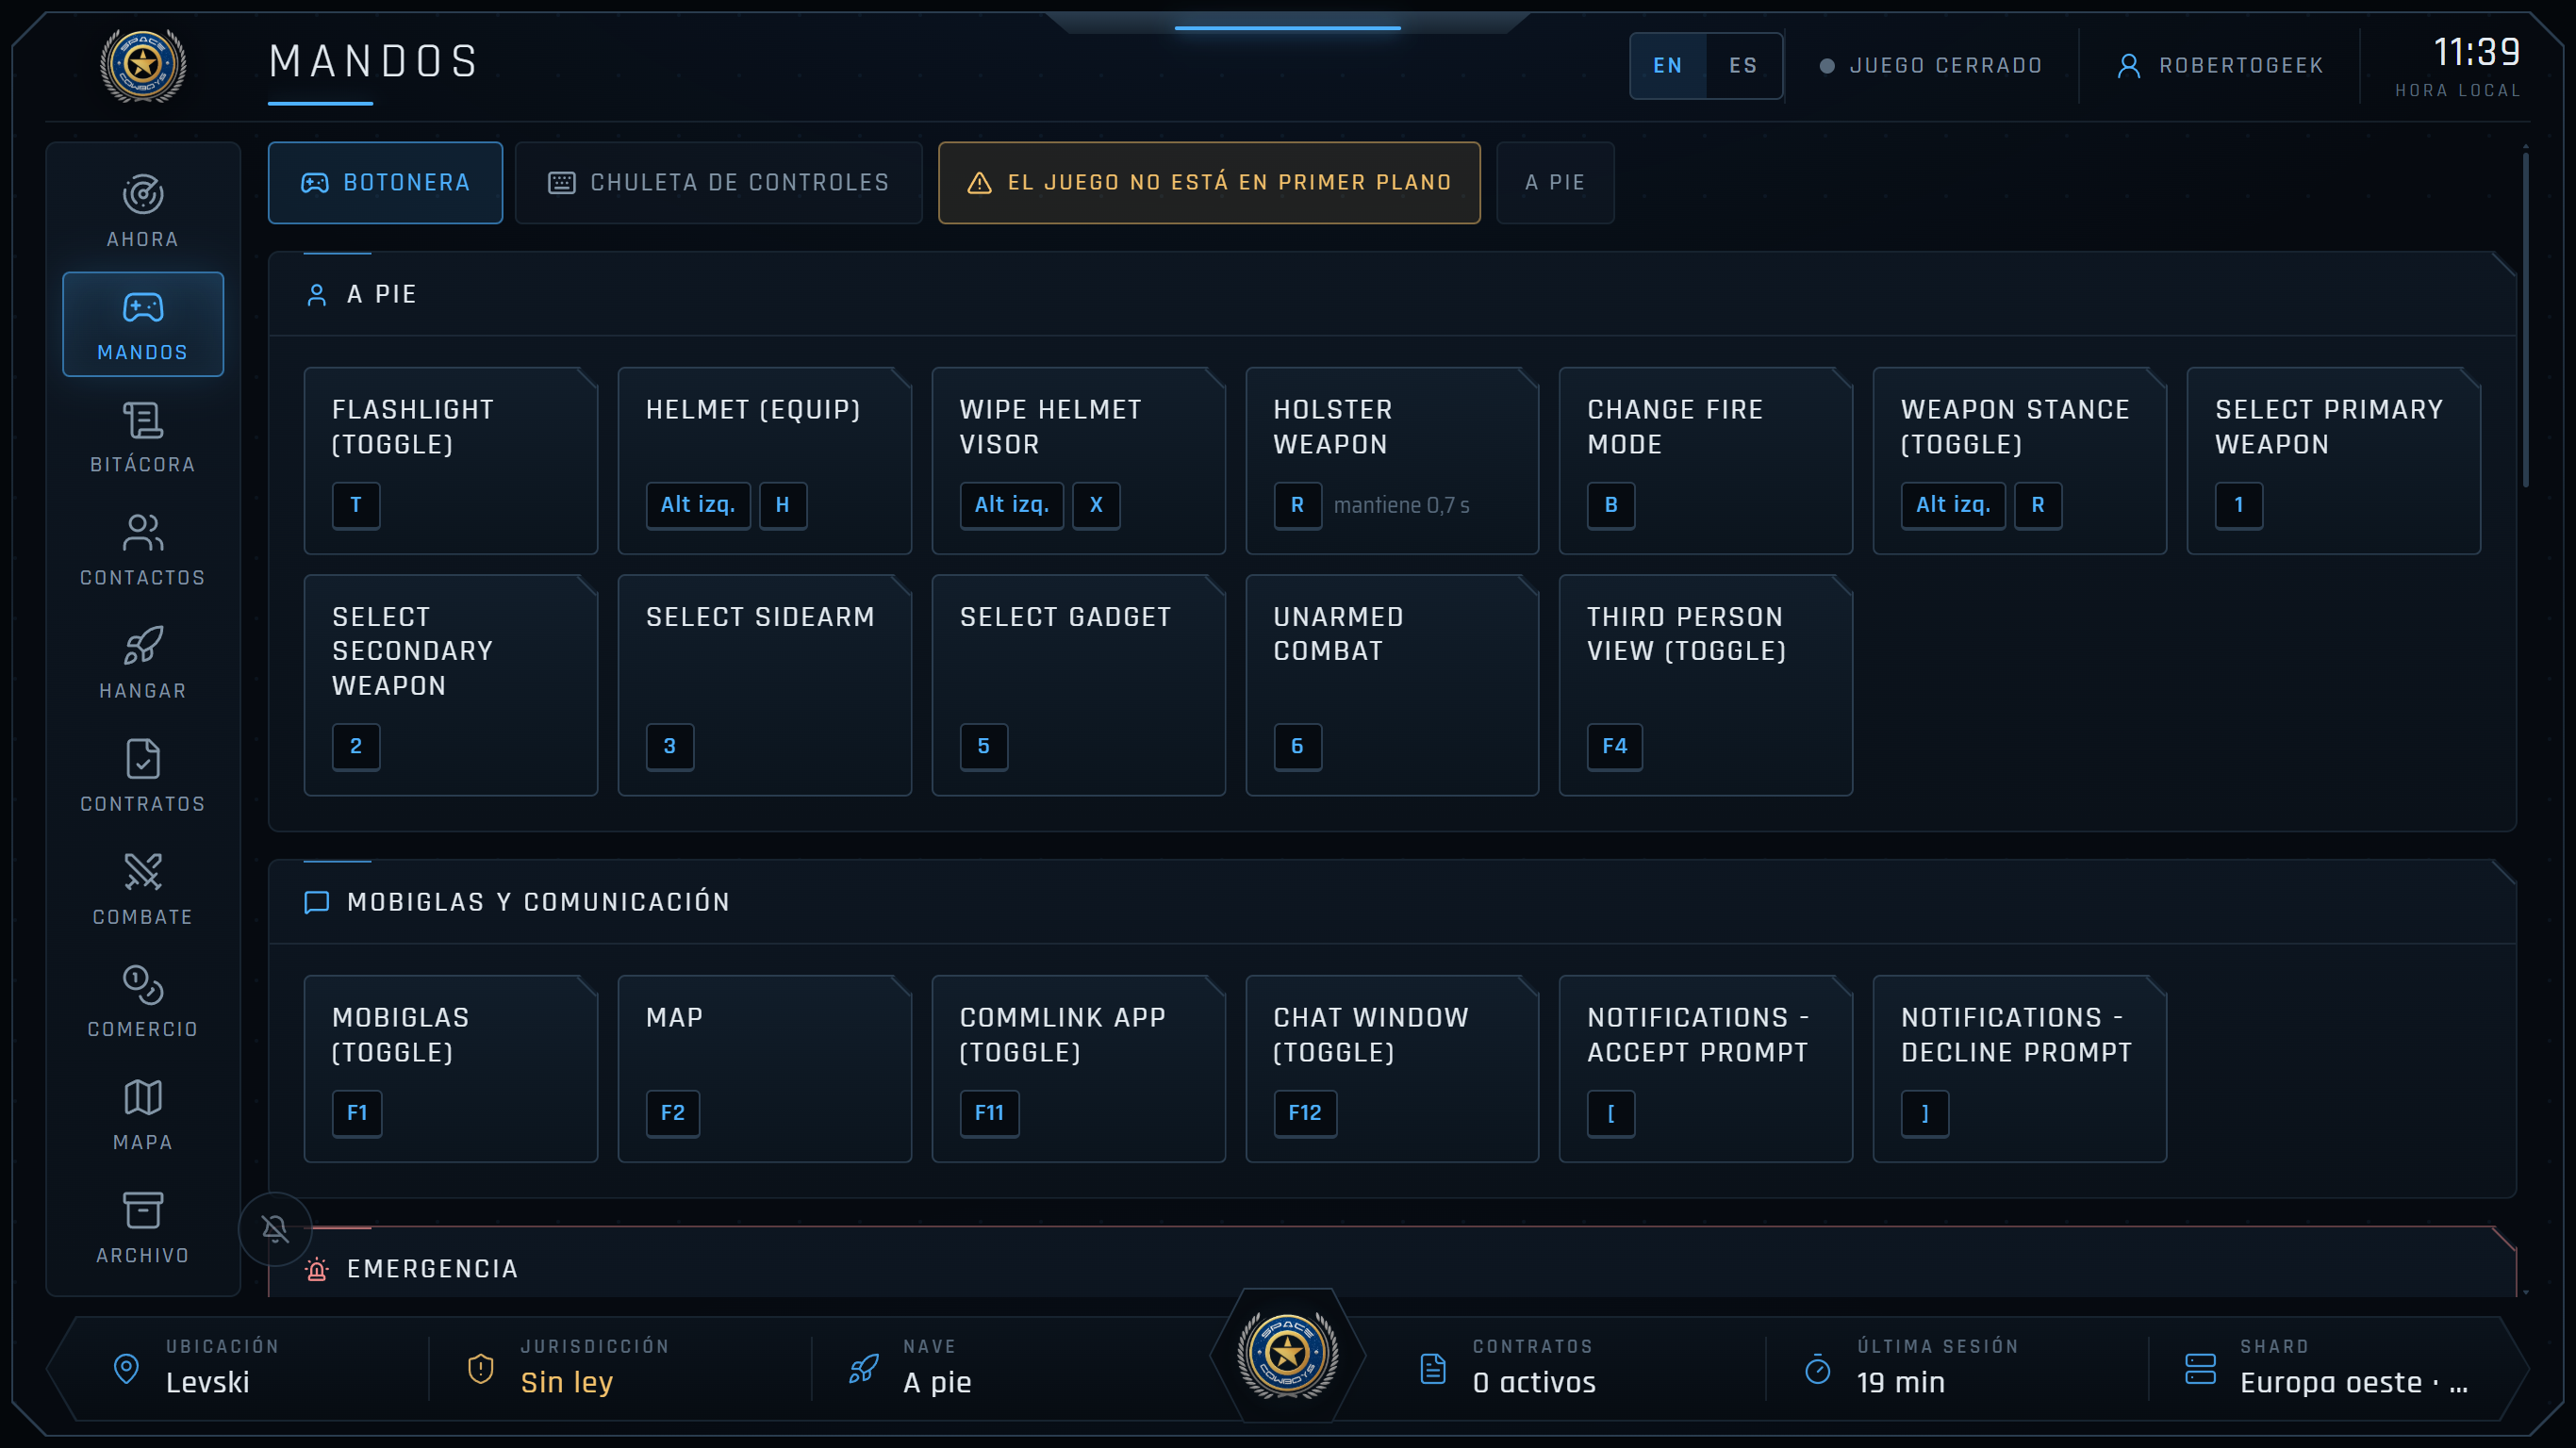 MANDOS
EN ES
JUEGO CERRADO
ROBERTOGEEK
11:39
HORA LOCAL
AHORA
MANDOS
BITÁCORA
CONTACTOS
HANGAR
CONTRATOS
COMBATE
COMERCIO
MAPA
ARCHIVO
BOTONERA
CHULETA DE CONTROLES
EL JUEGO NO ESTÁ EN PRIMER PLANO
A PIE
A PIE
FLASHLIGHT
(TOGGLE)
T
HELMET (EQUIP)
Alt izq. H
WIPE HELMET
VISOR
Alt izq. X
HOLSTER
WEAPON
R mantiene 0,7 s
CHANGE FIRE
MODE
B
WEAPON STANCE
(TOGGLE)
Alt izq. R
SELECT PRIMARY
WEAPON
1
SELECT
SECONDARY
WEAPON
2
SELECT SIDEARM
3
SELECT GADGET
5
UNARMED
COMBAT
6
THIRD PERSON
VIEW (TOGGLE)
F4
MOBIGLAS Y COMUNICACIÓN
MOBIGLAS
(TOGGLE)
F1
MAP
F2
COMMLINK APP
(TOGGLE)
F11
CHAT WINDOW
(TOGGLE)
F12
NOTIFICATIONS -
ACCEPT PROMPT
[
NOTIFICATIONS -
DECLINE PROMPT
]
EMERGENCIA
UBICACIÓN
Levski
JURISDICCIÓN
Sin ley
NAVE
A pie
SPACE
COWBOYS
CONTRATOS
0 activos
ÚLTIMA SESIÓN
19 min
SHARD
Europa oeste · ...